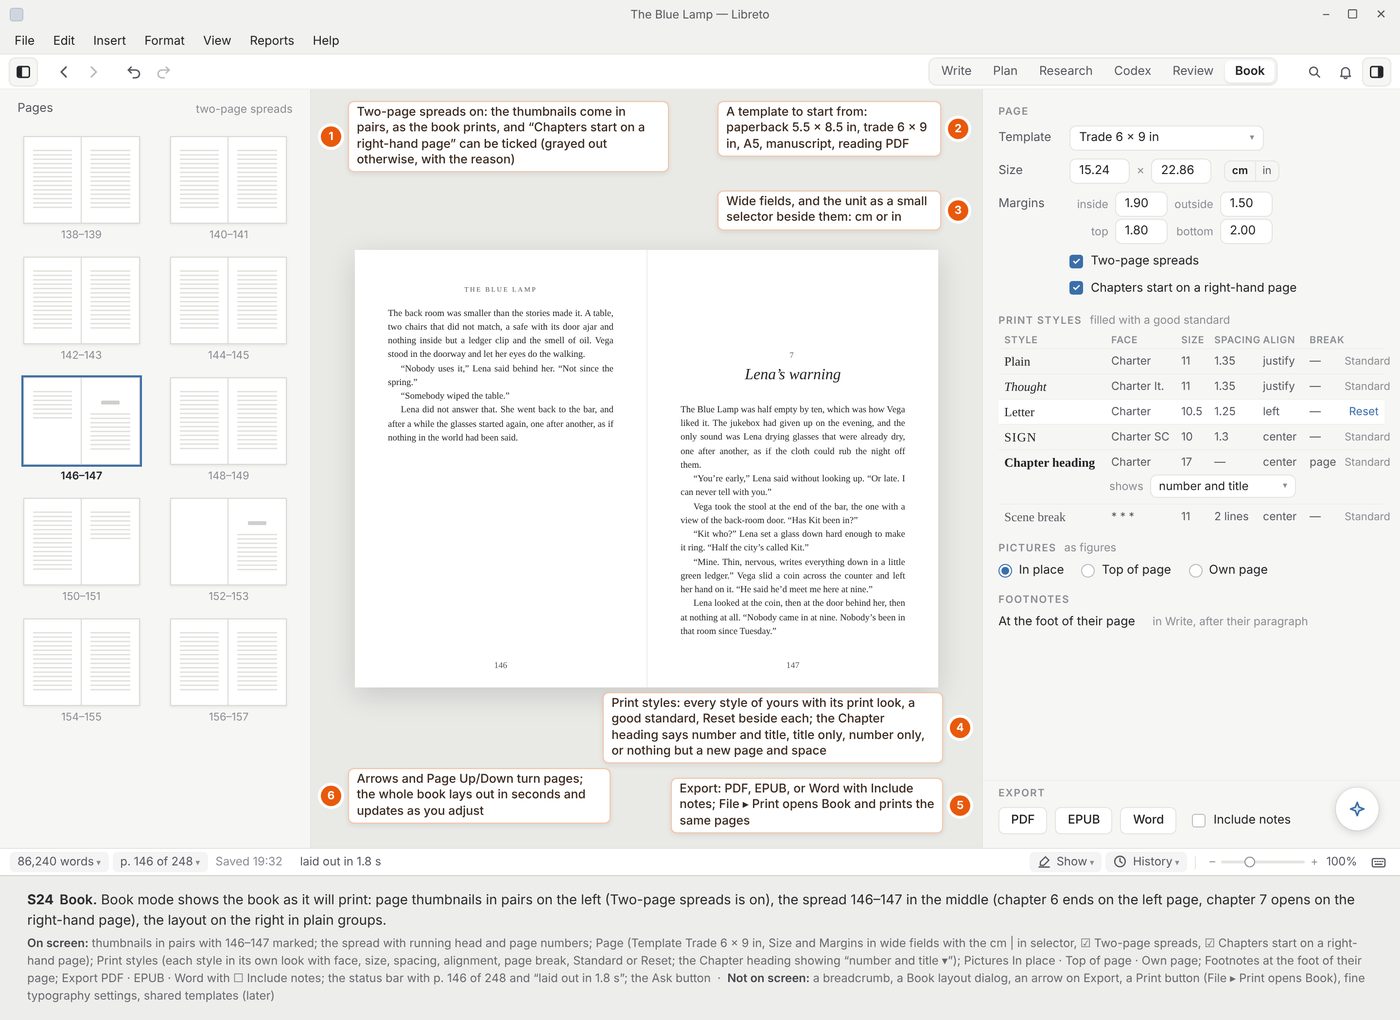 The Blue Lamp — Libreto
File Edit Insert Format View Reports Help
Write Plan Research Codex Review Book
Pages two-page spreads
138–139 140–141
142–143 144–145
146–147 148–149
150–151 152–153
154–155 156–157
1
Two-page spreads on: the thumbnails come in
pairs, as the book prints, and “Chapters start on a
right-hand page” can be ticked (grayed out
otherwise, with the reason)
A template to start from:
paperback 5.5 × 8.5 in, trade 6 × 9
in, A5, manuscript, reading PDF
2
Wide fields, and the unit as a small
selector beside them: cm or in
3
THE BLUE LAMP
The back room was smaller than the stories made it. A table,
two chairs that did not match, a safe with its door ajar and
nothing inside but a ledger clip and the smell of oil. Vega
stood in the doorway and let her eyes do the walking.
“Nobody uses it,” Lena said behind her. “Not since the
spring.”
“Somebody wiped the table.”
Lena did not answer that. She went back to the bar, and
after a while the glasses started again, one after another, as if
nothing in the world had been said.
146
7
Lena’s warning
The Blue Lamp was half empty by ten, which was how Vega
liked it. The jukebox had given up on the evening, and the
only sound was Lena drying glasses that were already dry,
one after another, as if the cloth could rub the night off
them.
“You’re early,” Lena said without looking up. “Or late. I
can never tell with you.”
Vega took the stool at the end of the bar, the one with a
view of the back-room door. “Has Kit been in?”
“Kit who?” Lena set a glass down hard enough to make
it ring. “Half the city’s called Kit.”
“Mine. Thin, nervous, writes everything down in a little
green ledger.” Vega slid a coin across the counter and left
her hand on it. “He said he’d meet me here at nine.”
Lena looked at the coin, then at the door behind her, then
at nothing at all. “Nobody came in at nine. Nobody’s been in
that room since Tuesday.”
147
Print styles: every style of yours with its print look, a
good standard, Reset beside each; the Chapter
heading says number and title, title only, number only,
or nothing but a new page and space
4
6
Arrows and Page Up/Down turn pages;
the whole book lays out in seconds and
updates as you adjust
Export: PDF, EPUB, or Word with Include
notes; File ▸ Print opens Book and prints the
same pages
5
PAGE
Template Trade 6 × 9 in ▾
Size 15.24 × 22.86 cm in
Margins inside 1.90 outside 1.50
top 1.80 bottom 2.00
Two-page spreads
Chapters start on a right-hand page
PRINT STYLES filled with a good standard
STYLE FACE SIZE SPACING ALIGN BREAK
Plain Charter 11 1.35 justify — Standard
Thought Charter It. 11 1.35 justify — Standard
Letter Charter 10.5 1.25 left — Reset
SIGN Charter SC 10 1.3 center — Standard
Chapter heading Charter 17 — center page Standard
shows number and title ▾
Scene break * * * 11 2 lines center — Standard
PICTURES as figures
In place Top of page Own page
FOOTNOTES
At the foot of their page in Write, after their paragraph
EXPORT
PDF EPUB Word Include notes
86,240 words ▾ p. 146 of 248 ▾ Saved 19:32 laid out in 1.8 s Show ▾ History ▾ − + 100%
S24 Book. Book mode shows the book as it will print: page thumbnails in pairs on the left (Two-page spreads is on), the spread 146–147 in the middle (chapter 6 ends on the left page, chapter 7 opens on the
right-hand page), the layout on the right in plain groups.
On screen: thumbnails in pairs with 146–147 marked; the spread with running head and page numbers; Page (Template Trade 6 × 9 in, Size and Margins in wide fields with the cm | in selector, ☑ Two-page spreads, ☑ Chapters start on a right-hand
page); Print styles (each style in its own look with face, size, spacing, alignment, page break, Standard or Reset; the Chapter heading showing “number and title ▾”); Pictures In place · Top of page · Own page; Footnotes at the foot of their
page; Export PDF · EPUB · Word with ☐ Include notes; the status bar with p. 146 of 248 and “laid out in 1.8 s”; the Ask button · Not on screen: a breadcrumb, a Book layout dialog, an arrow on Export, a Print button (File ▸ Print opens Book), fine
typography settings, shared templates (later)